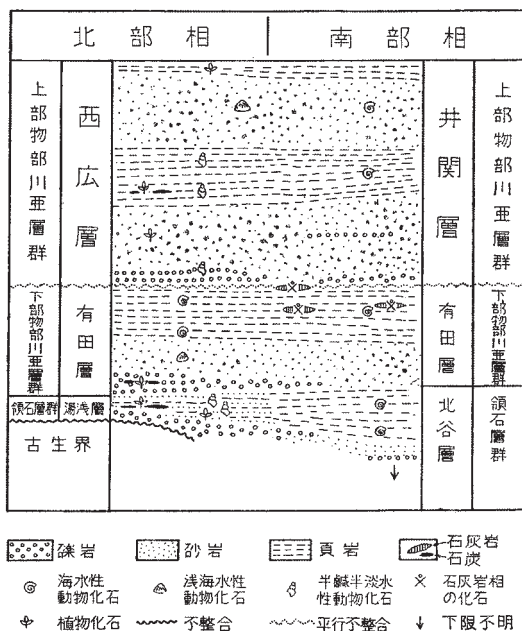 北部相
南部相
上部物部川亜層群
西広層
井関層
上部物部川亜層群
下部物部川亜層群
有田層
有田層
下部物部川亜層群
領石層群
湯浅層
北谷層
領石層群
古生界
礫岩
砂岩
頁岩
石灰岩
石炭
海水性
動物化石
浅海水性
動物化石
半鹹半淡水
性動物化石
石灰岩相
の化石
植物化石
不整合
平行不整合
下限不明